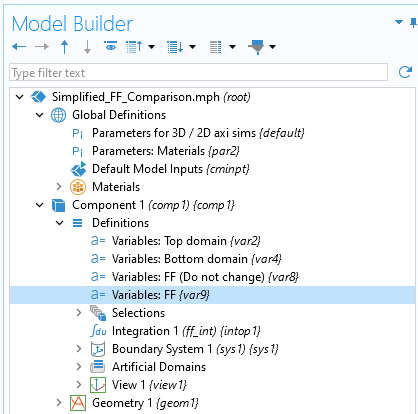 Model Builder
Type filter text
Simplified_FF_Comparison.mph (root)
Global Definitions
Pi Parameters for 3D / 2D axi sims {default}
Pi Parameters: Materials {par2}
Default Model Inputs {cminpt}
Materials
Component 1 (comp1) {comp1}
Definitions
a= Variables: Top domain {var2}
a= Variables: Bottom domain {var4}
a= Variables: FF (Do not change) {var8}
a= Variables: FF {var9}
Selections
∫du Integration 1 (ff_int) {intop1}
Boundary System 1 (sys1) {sys1}
Artificial Domains
View 1 {view1}
Geometry 1 {geom1}